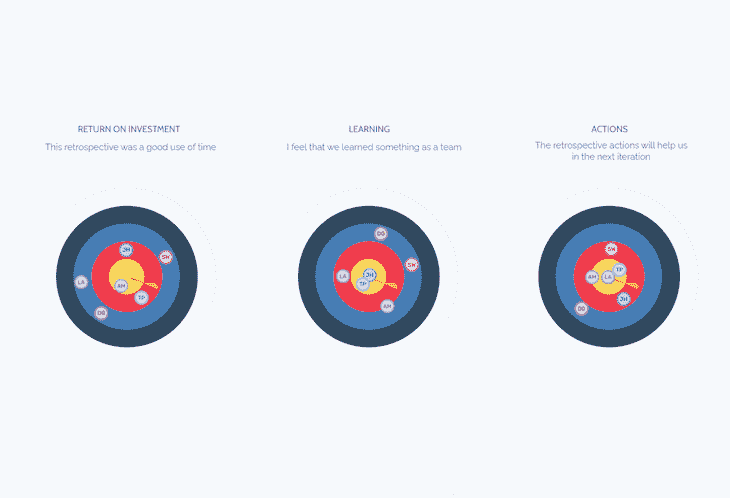 RETURN ON INVESTMENT
This retrospective was a good use of time
JH
SW
LA
AM
TP
DG
LEARNING
I feel that we learned something as a team
DG
SW
LA
JH
TP
AM
ACTIONS
The retrospective actions will help us
in the next iteration
SW
TP
AM
LA
JH
DG